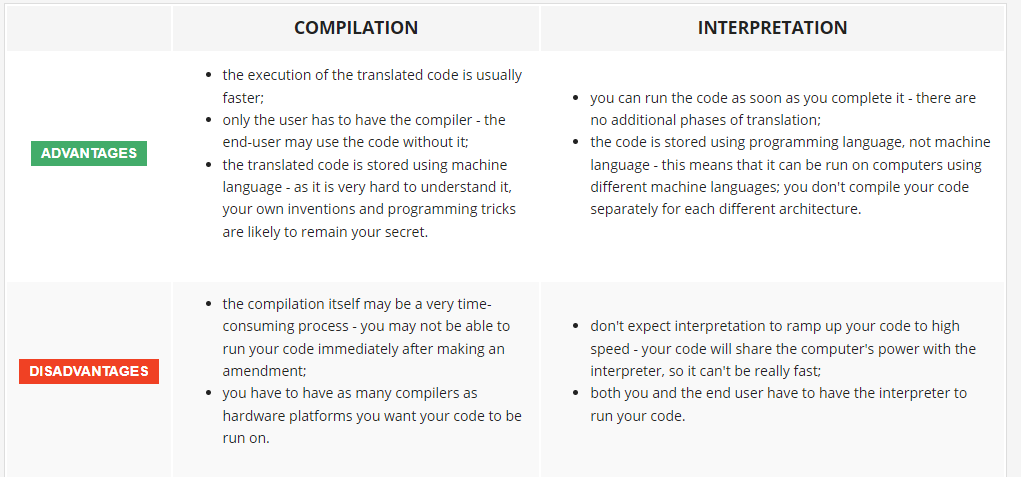 COMPILATION
INTERPRETATION
ADVANTAGES
• the execution of the translated code is usually
faster;
• only the user has to have the compiler - the
end-user may use the code without it;
• the translated code is stored using machine
language - as it is very hard to understand it,
your own inventions and programming tricks
are likely to remain your secret.
• you can run the code as soon as you complete it - there are
no additional phases of translation;
• the code is stored using programming language, not machine
language - this means that it can be run on computers using
different machine languages; you don't compile your code
separately for each different architecture.
DISADVANTAGES
• the compilation itself may be a very time-
consuming process - you may not be able to
run your code immediately after making an
amendment;
• you have to have as many compilers as
hardware platforms you want your code to be
run on.
• don't expect interpretation to ramp up your code to high
speed - your code will share the computer's power with the
interpreter, so it can't be really fast;
• both you and the end user have to have the interpreter to
run your code.